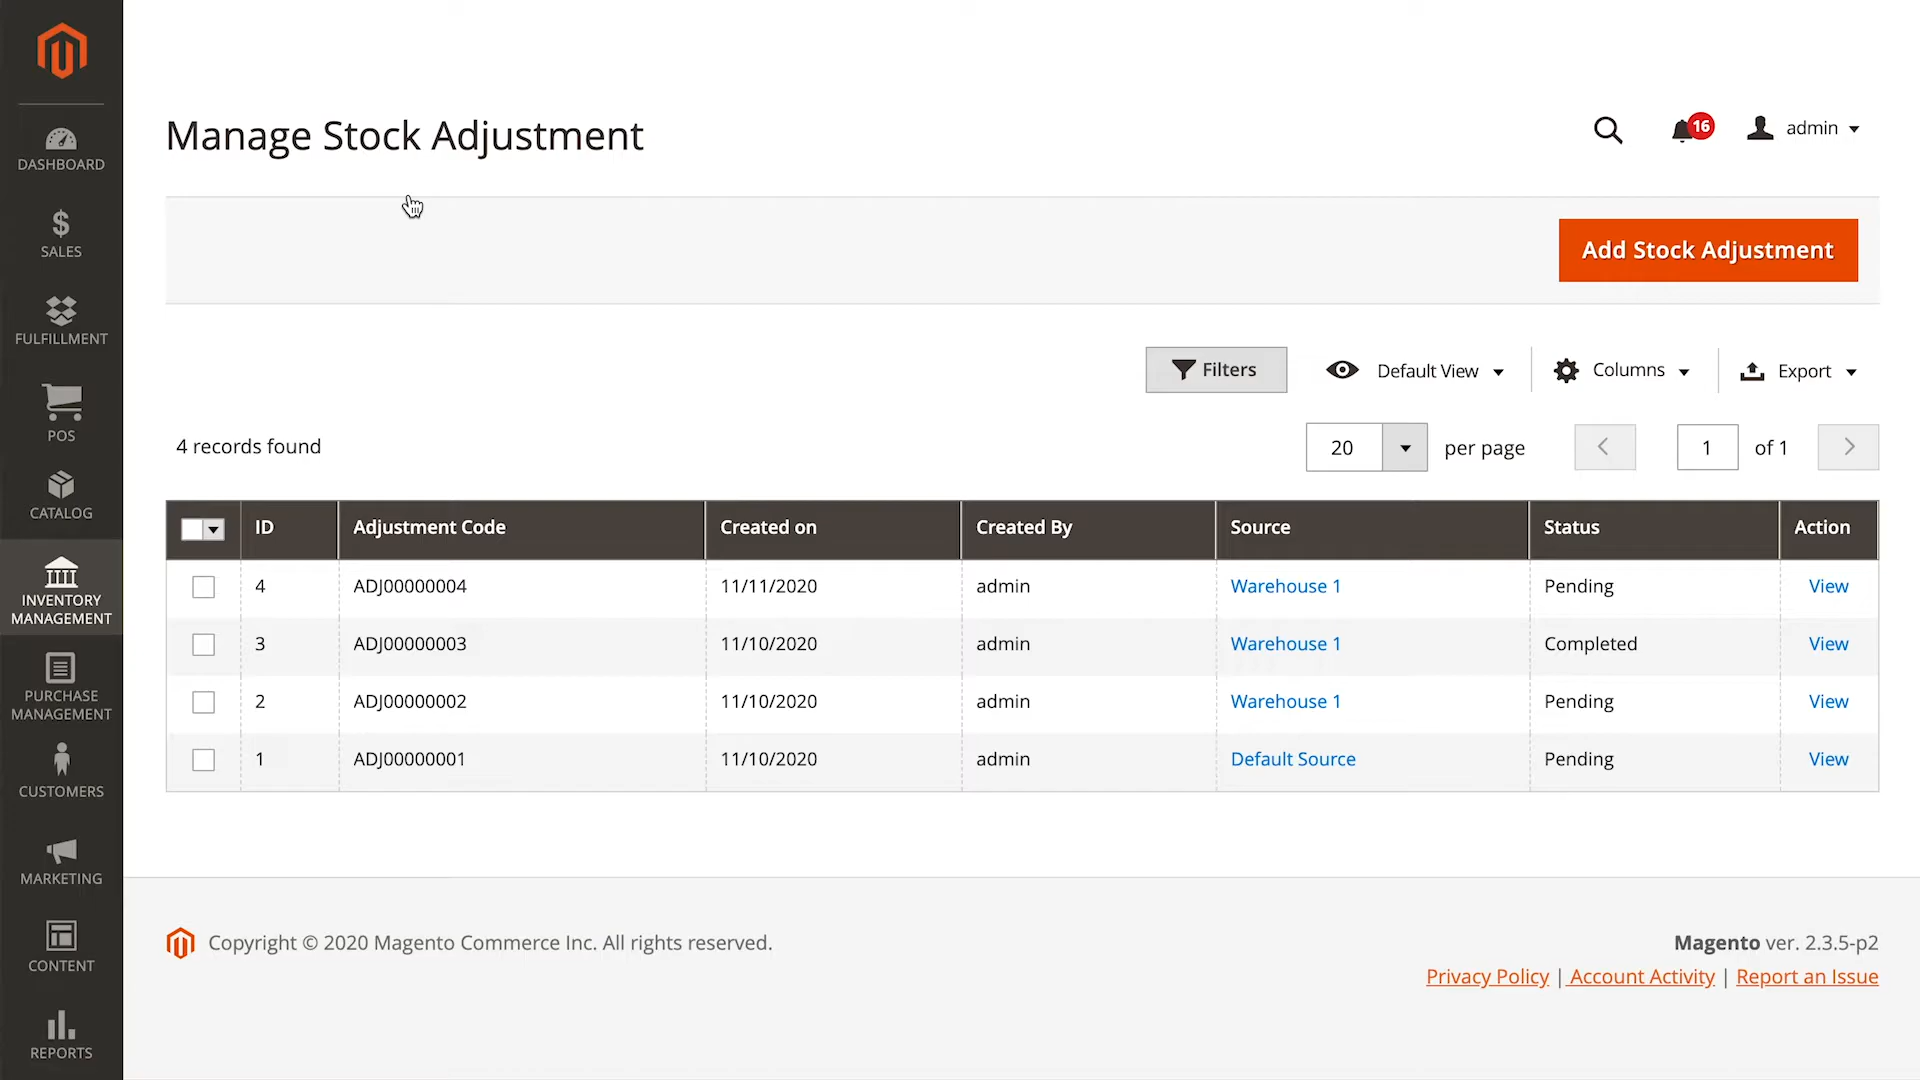 Manage Stock Adjustment
16
admin
Add Stock Adjustment
Filters
Default View
Columns
Export
4 records found
20
per page
1
of 1
ID Adjustment Code Created on Created By Source Status Action
4 ADJ00000004 11/11/2020 admin Warehouse 1 Pending View
3 ADJ00000003 11/10/2020 admin Warehouse 1 Completed View
2 ADJ00000002 11/10/2020 admin Warehouse 1 Pending View
1 ADJ00000001 11/10/2020 admin Default Source Pending View
DASHBOARD
SALES
FULFILLMENT
POS
CATALOG
INVENTORY
MANAGEMENT
PURCHASE
MANAGEMENT
CUSTOMERS
MARKETING
CONTENT
REPORTS
Copyright © 2020 Magento Commerce Inc. All rights reserved.
Magento ver. 2.3.5-p2
Privacy Policy | Account Activity | Report an Issue